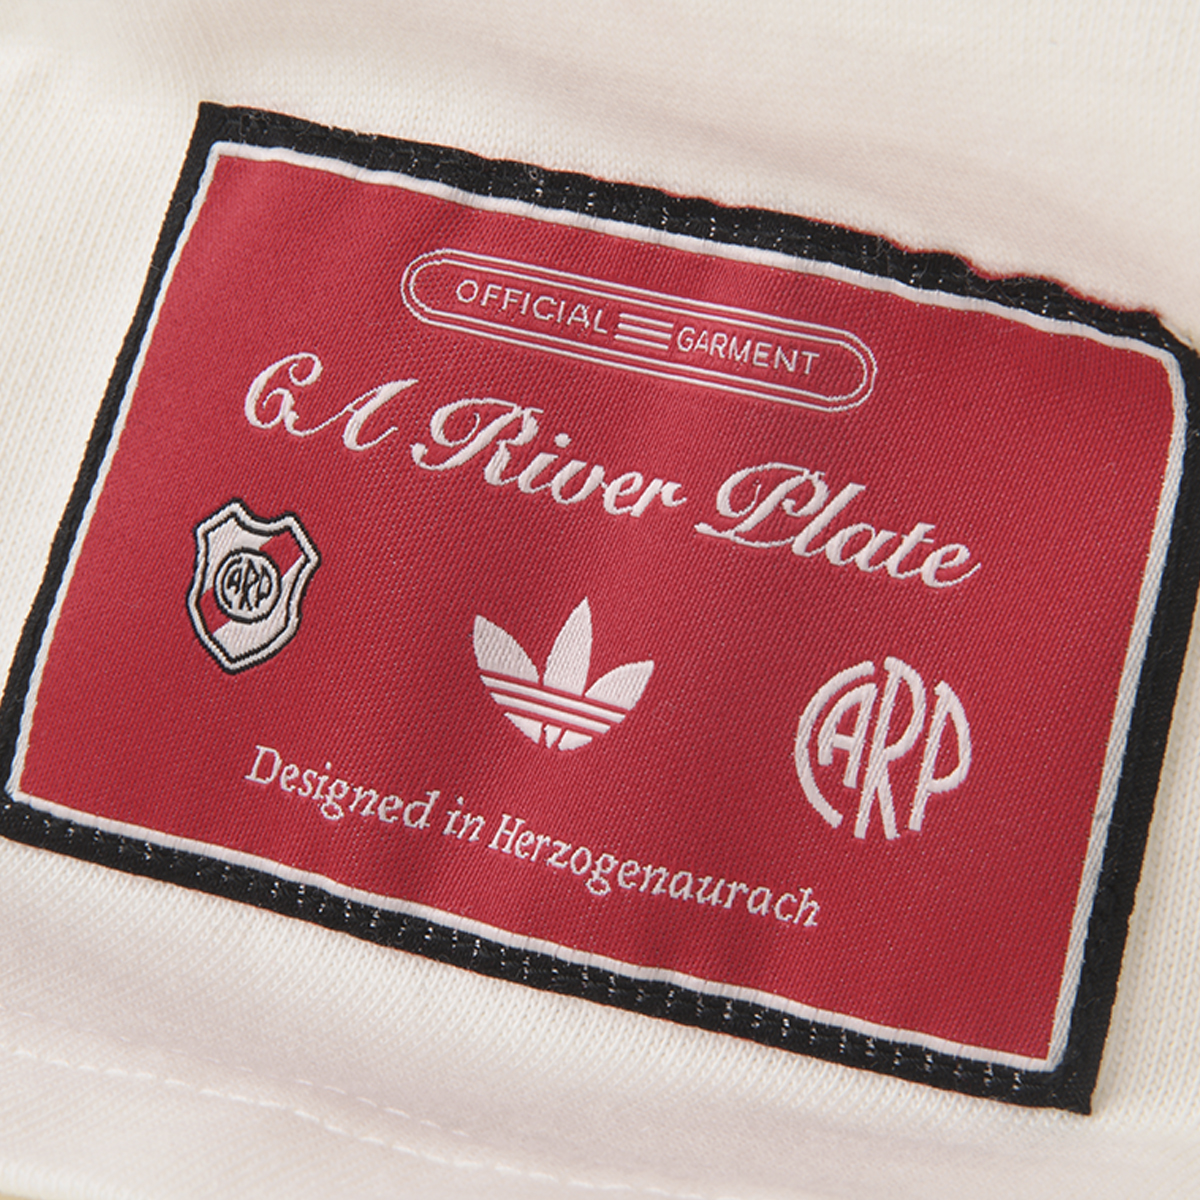 OFFICIAL GARMENT
CA River Plate
CARP
CARP
Designed in Herzogenaurach